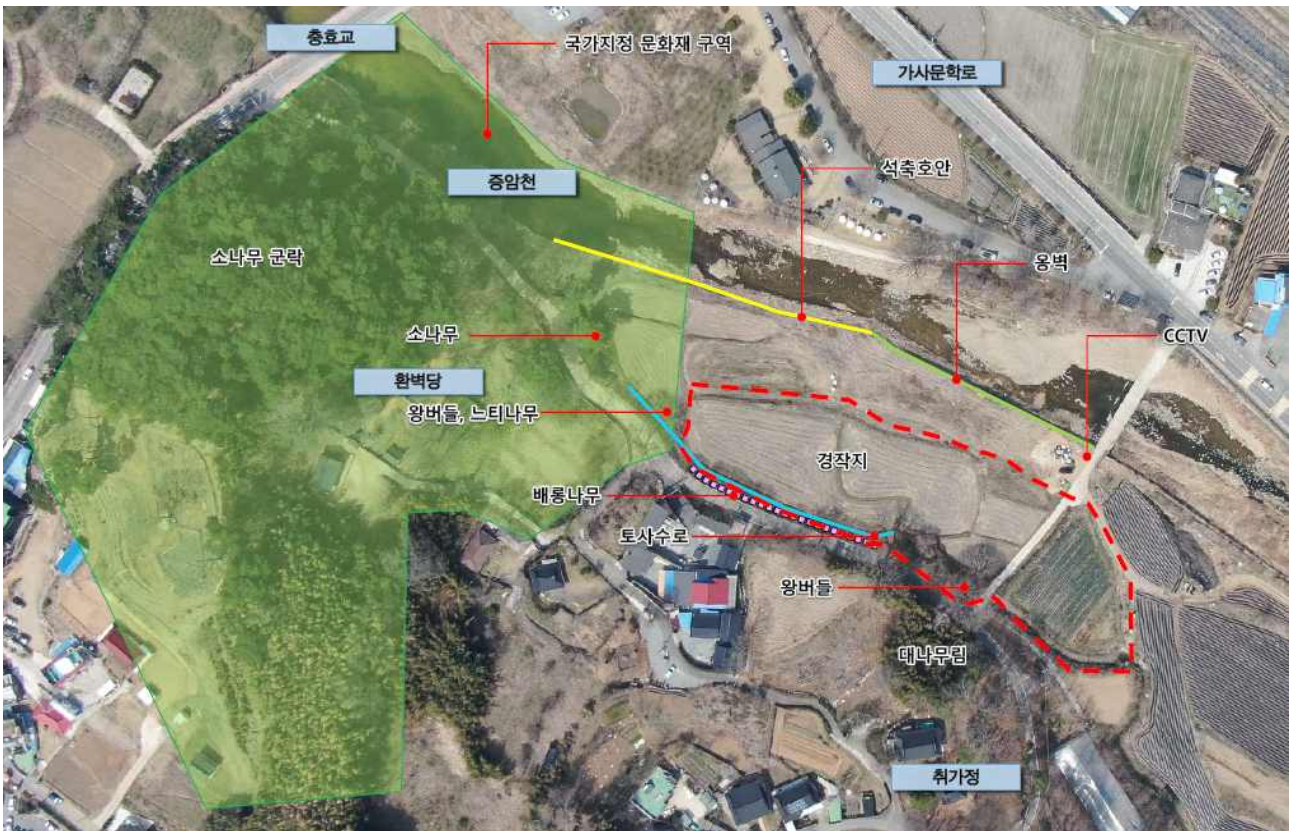 충효교
국가지정 문화재 구역
가사문학로
석축호안
증암천
소나무 군락
옹벽
소나무
CCTV
환벽당
왕버들, 느티나무
경작지
배롱나무
토사수로
왕버들
대나무림
취가정